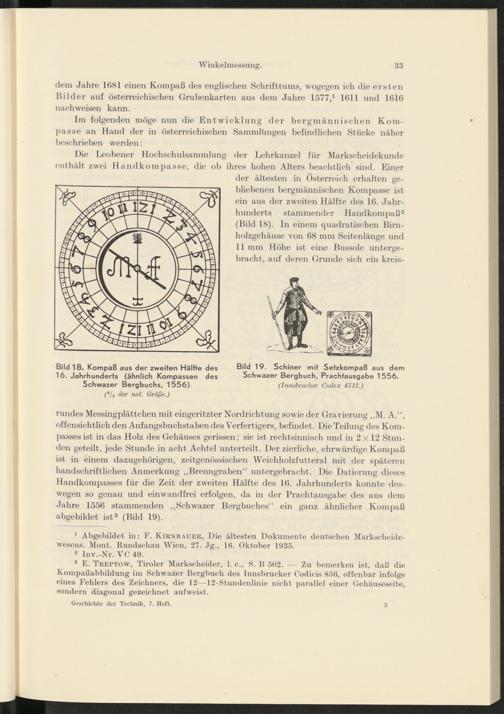 Winkelmessung. 33
dem Jahre 1681 einen Kompaß des englischen Schrifttums, wogegen ich die ersten
Bilder auf österreichischen Grubenkarten aus dem Jahre 1577,¹ 1611 und 1616
nachweisen kann.
Im folgenden möge nun die Entwicklung der bergmännischen Kom-
passe an Hand der in österreichischen Sammlungen befindlichen Stücke näher
beschrieben werden:
Die Leobener Hochschulsammlung der Lehrkanzel für Markscheidekunde
enthält zwei Handkompasse, die ob ihres hohen Alters beachtlich sind. Einer
der ältesten in Österreich erhalten ge-
bliebenen bergmännischen Kompasse ist
ein aus der zweiten Hälfte des 16. Jahr-
hunderts stammender Handkompaß²
(Bild 18). In einem quadratischen Birn-
holzgehäuse von 68 mm Seitenlänge und
11 mm Höhe ist eine Bussole unterge-
bracht, auf deren Grunde sich ein kreis-
Bild 18. Kompaß aus der zweiten Hälfte des
16. Jahrhunderts (ähnlich Kompassen des
Schwazer Bergbuchs, 1556).
der nat. Größe.)
Bild 19. Schiner mit Setzkompaß aus dem
Schwazer Bergbuch, Prachtausgabe 1556.
(Innsbrucker Codex 4312.)
rundes Messingplättchen mit eingeritzter Nordrichtung sowie der Gravierung „M. A.“,
offensichtlich den Anfangsbuchstaben des Verfertigers, befindet. Die Teilung des Kom-
passes ist in das Holz des Gehäuses gerissen; sie ist rechtsinnisch und in 2 × 12 Stun-
den geteilt, jede Stunde in acht Achtel unterteilt. Der zierliche, ehrwürdige Kompaß
ist in einem dazugehörigen, zeitgenössischen Weichholzfutteral mit der späteren
handschriftlichen Anmerkung „Brenngraben“ untergebracht. Die Datierung dieses
Handkompasses für die Zeit der zweiten Hälfte des 16. Jahrhunderts konnte des-
wegen so genau und einwandfrei erfolgen, da in der Prachtausgabe des aus dem
Jahre 1556 stammenden „Schwazer Bergbuches“ ein ganz ähnlicher Kompaß
abgebildet ist³ (Bild 19).
¹ Abgebildet in: F. Kirnbauer, Die ältesten Dokumente deutschen Markscheide-
wesens. Mont. Rundschau Wien, 27. Jg., 16. Oktober 1935.
² Inv.-Nr. VC 49.
³ E. Treptow, Tiroler Markscheider, l. c., S. B 502. — Zu bemerken ist, daß die
Kompaßabbildung im Schwazer Bergbuch des Innsbrucker Codicis 856, offenbar infolge
eines Fehlers des Zeichners, die 12—12-Stundenlinie nicht parallel einer Gehäuseseite,
sondern diagonal gezeichnet aufweist.
Geschichte der Technik, 7. Heft. 3